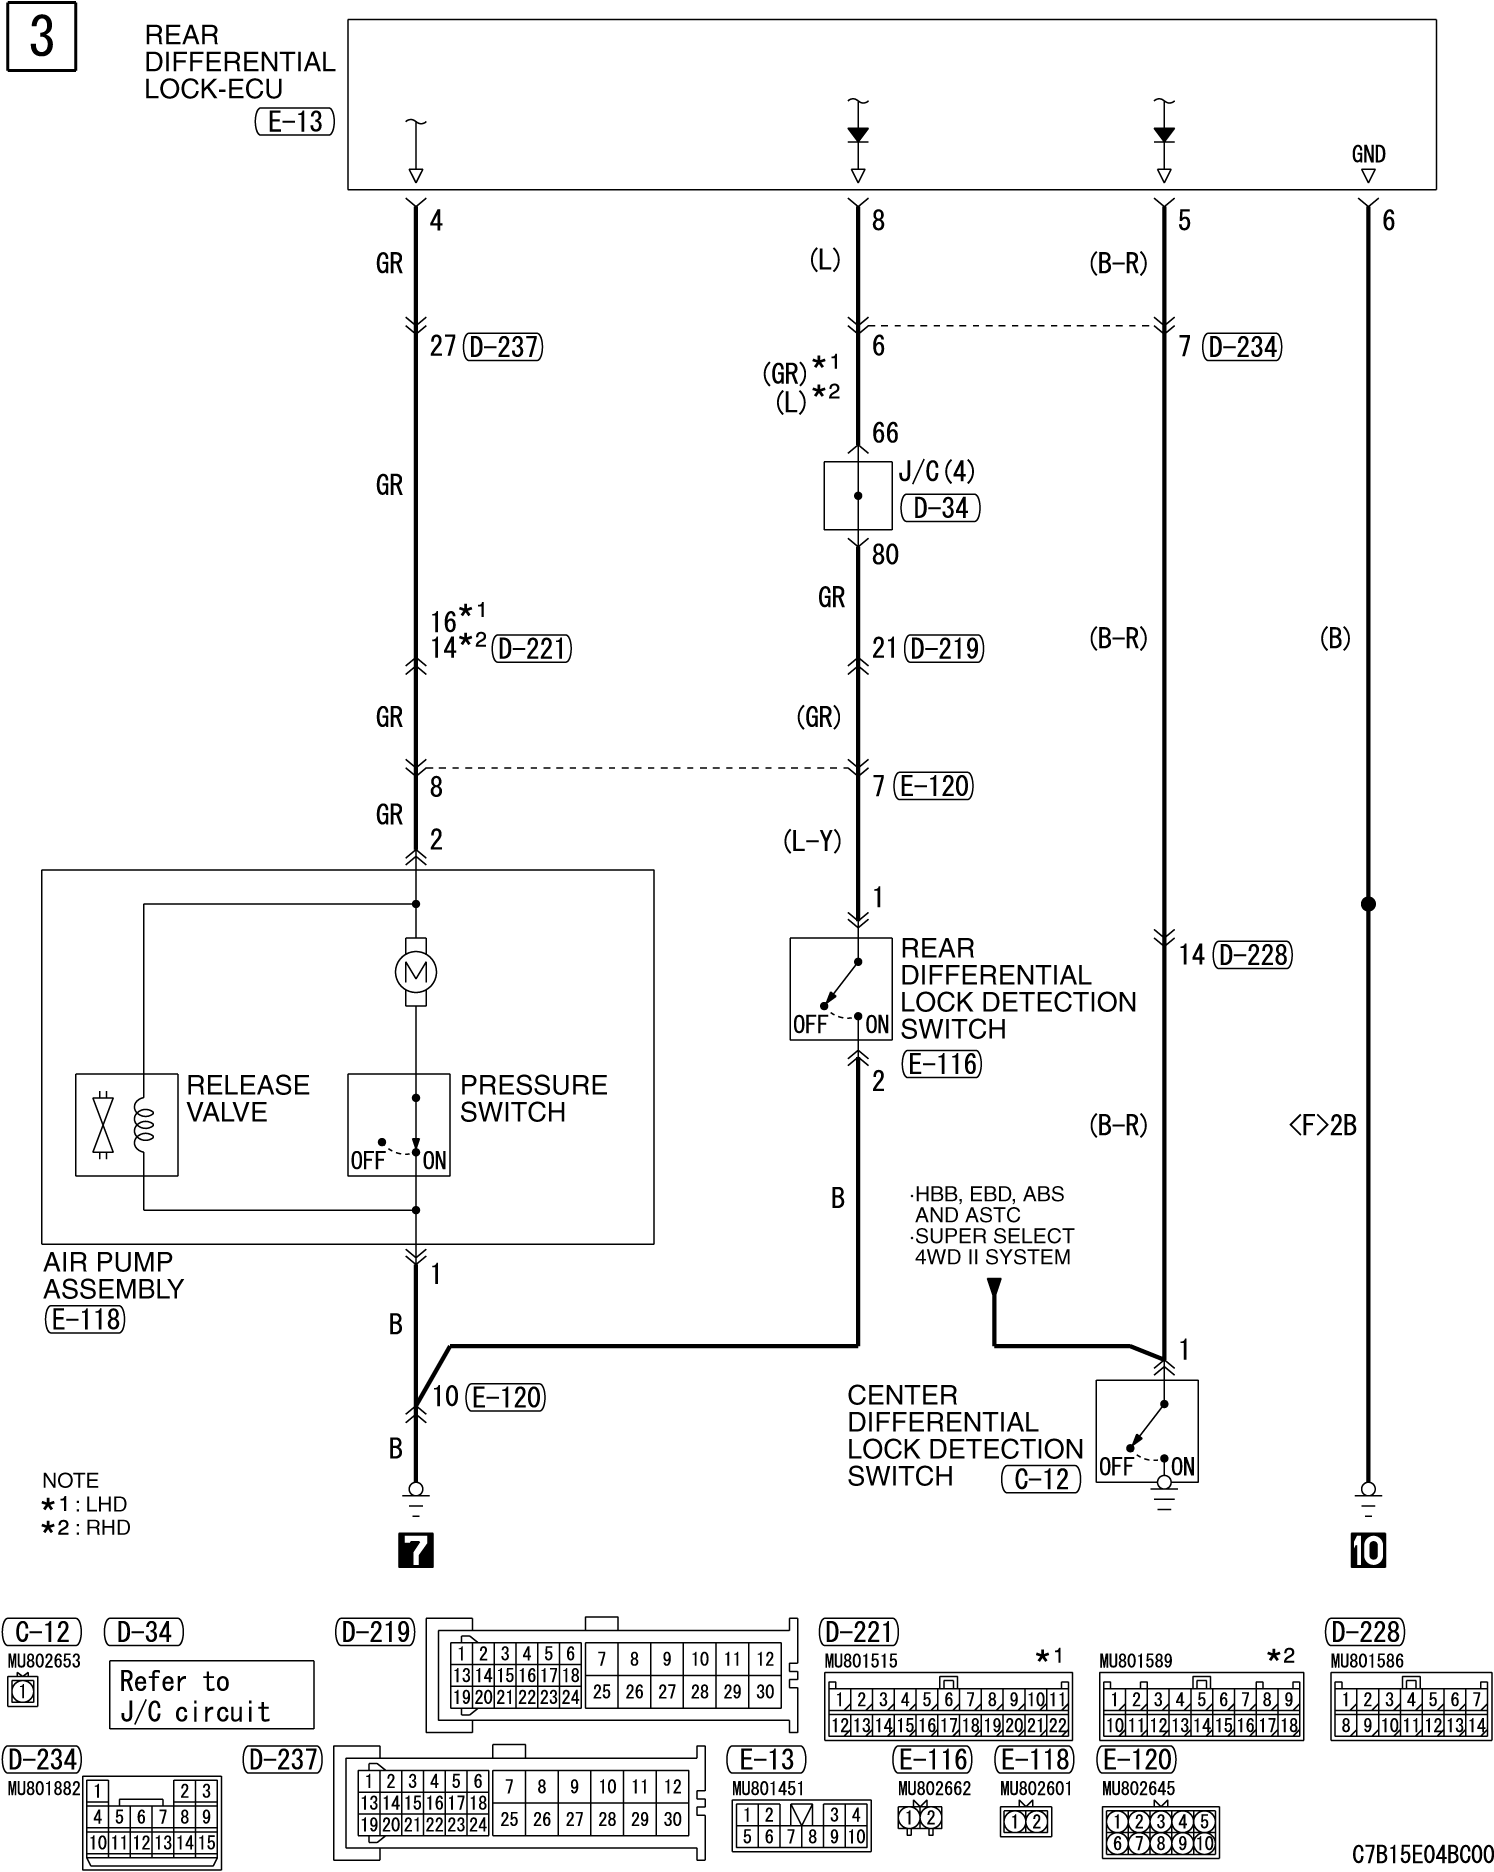 3
REAR
DIFFERENTIAL
LOCK-ECU
E-13
GND
4
8
5
6
GR
(L)
(B-R)
27 D-237
6
7 D-234
(GR)*1
(L)*2
66
J/C(4)
D-34
80
GR
GR
16*1
14*2 D-221
21 D-219
(B-R)
(B)
GR
(GR)
8
7 E-120
GR
2
(L-Y)
1
REAR
DIFFERENTIAL
LOCK DETECTION
SWITCH
E-116
OFF ON
2
14 D-228
M
RELEASE
VALVE
PRESSURE
SWITCH
OFF ON
(B-R)
<F>2B
B
·HBB, EBD, ABS
AND ASTC
·SUPER SELECT
4WD II SYSTEM
AIR PUMP
ASSEMBLY
E-118
1
B
1
10 E-120
CENTER
DIFFERENTIAL
LOCK DETECTION
SWITCH C-12
OFF ON
B
NOTE
*1 : LHD
*2 : RHD
7
10
C-12
MU802653
1
D-34
Refer to
J/C circuit
D-219
1 2 3 4 5 6 7 8 9 10 11 12
13 14 15 16 17 18
19 20 21 22 23 24 25 26 27 28 29 30
D-221
MU801515 *1
1 2 3 4 5 6 7 8 9 10 11
12 13 14 15 16 17 18 19 20 21 22
MU801589 *2
1 2 3 4 5 6 7 8 9
10 11 12 13 14 15 16 17 18
D-228
MU801586
1 2 3 4 5 6 7
8 9 10 11 12 13 14
D-234
MU801882
1 2 3
4 5 6 7 8 9
10 11 12 13 14 15
D-237
1 2 3 4 5 6 7 8 9 10 11 12
13 14 15 16 17 18
19 20 21 22 23 24 25 26 27 28 29 30
E-13
MU801451
1 2 3 4
5 6 7 8 9 10
E-116
MU802662
1 2
E-118
MU802601
1 2
E-120
MU802645
1 2 3 4 5
6 7 8 9 10
C7B15E04BC00